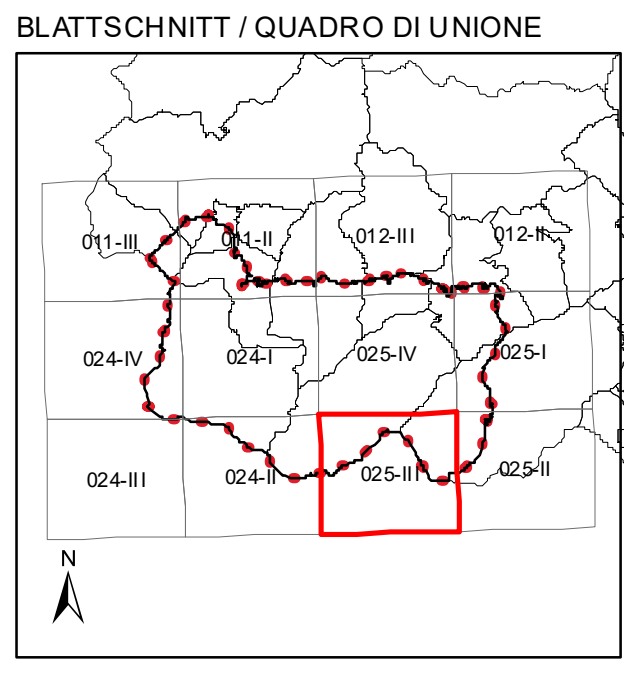 BLATTSCHNITT / QUADRO DI UNIONE
011-III
011-II
012-III
012-II
024-IV
024-I
025-IV
025-I
024-III
024-II
025-III
025-II
N